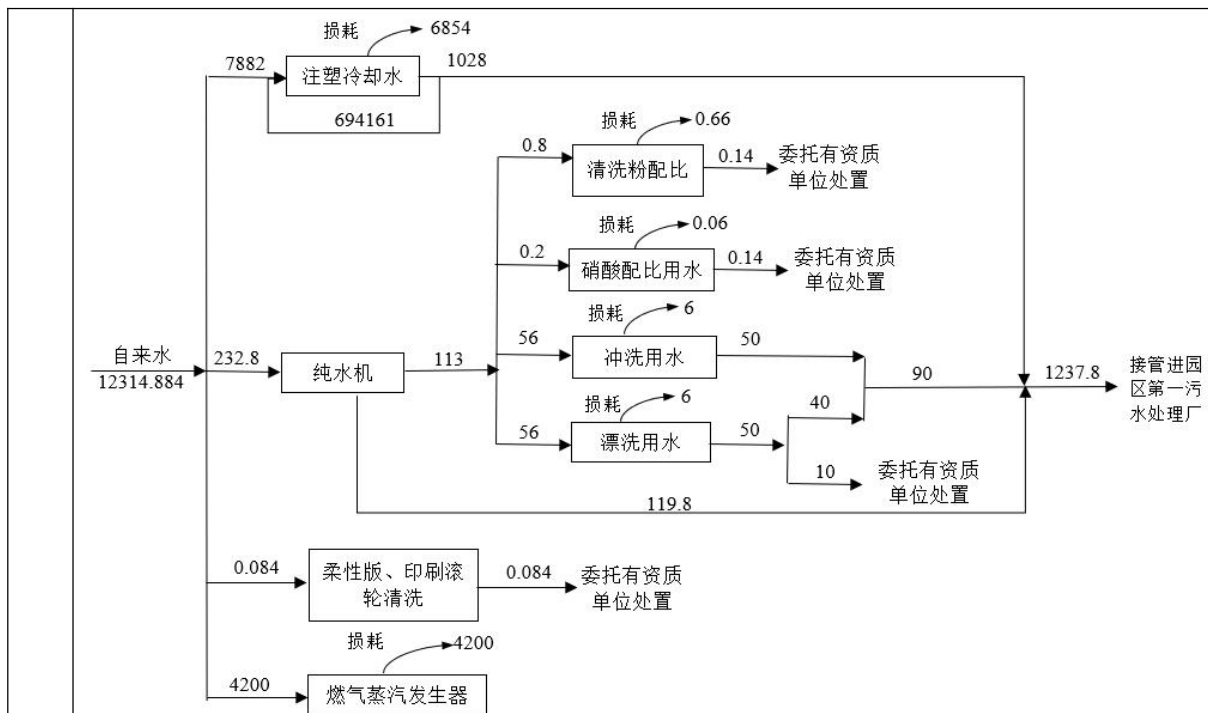 损耗
6854
7882
注塑冷却水
1028
694161
损耗
0.66
0.8
清洗粉配比
0.14
委托有资质
单位处置
损耗
0.06
0.2
硝酸配比用水
0.14
委托有资质
单位处置
损耗
6
56
冲洗用水
50
自来水
12314.884
232.8
纯水机
113
90
1237.8
接管进园
区第一污
水处理厂
损耗
6
56
漂洗用水
50
40
10
委托有资质
单位处置
119.8
0.084
柔性版、印刷滚
轮清洗
0.084
委托有资质
单位处置
损耗
4200
4200
燃气蒸汽发生器